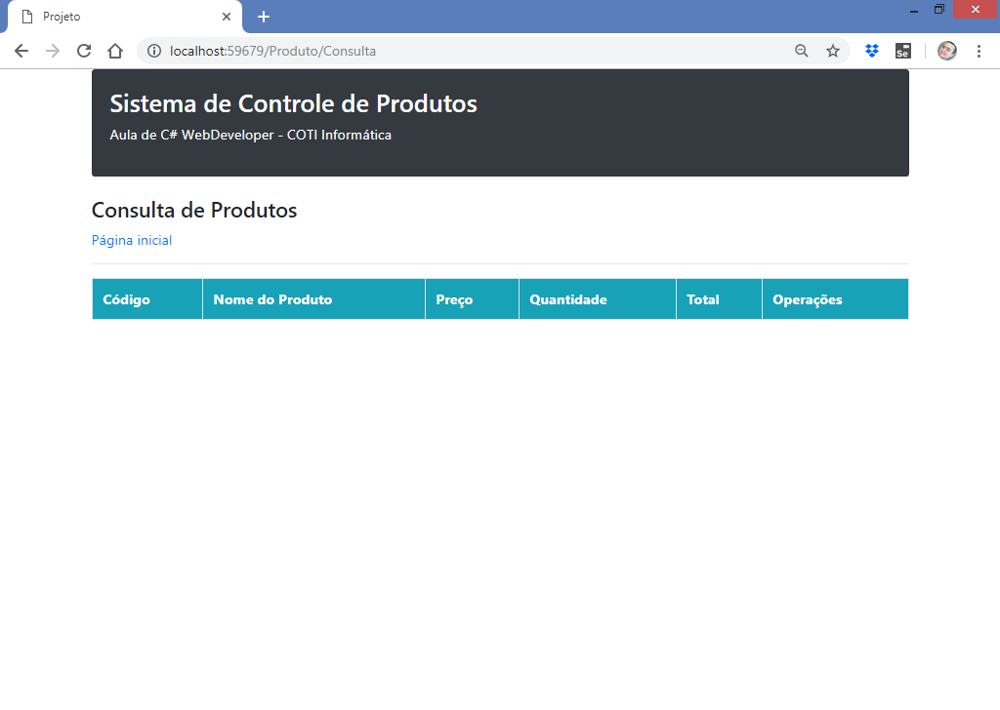 Projeto
localhost:59679/Produto/Consulta
Se
Sistema de Controle de Produtos
Aula de C# WebDeveloper - COTI Informática
Consulta de Produtos
Página inicial
Código Nome do Produto Preço Quantidade Total Operações